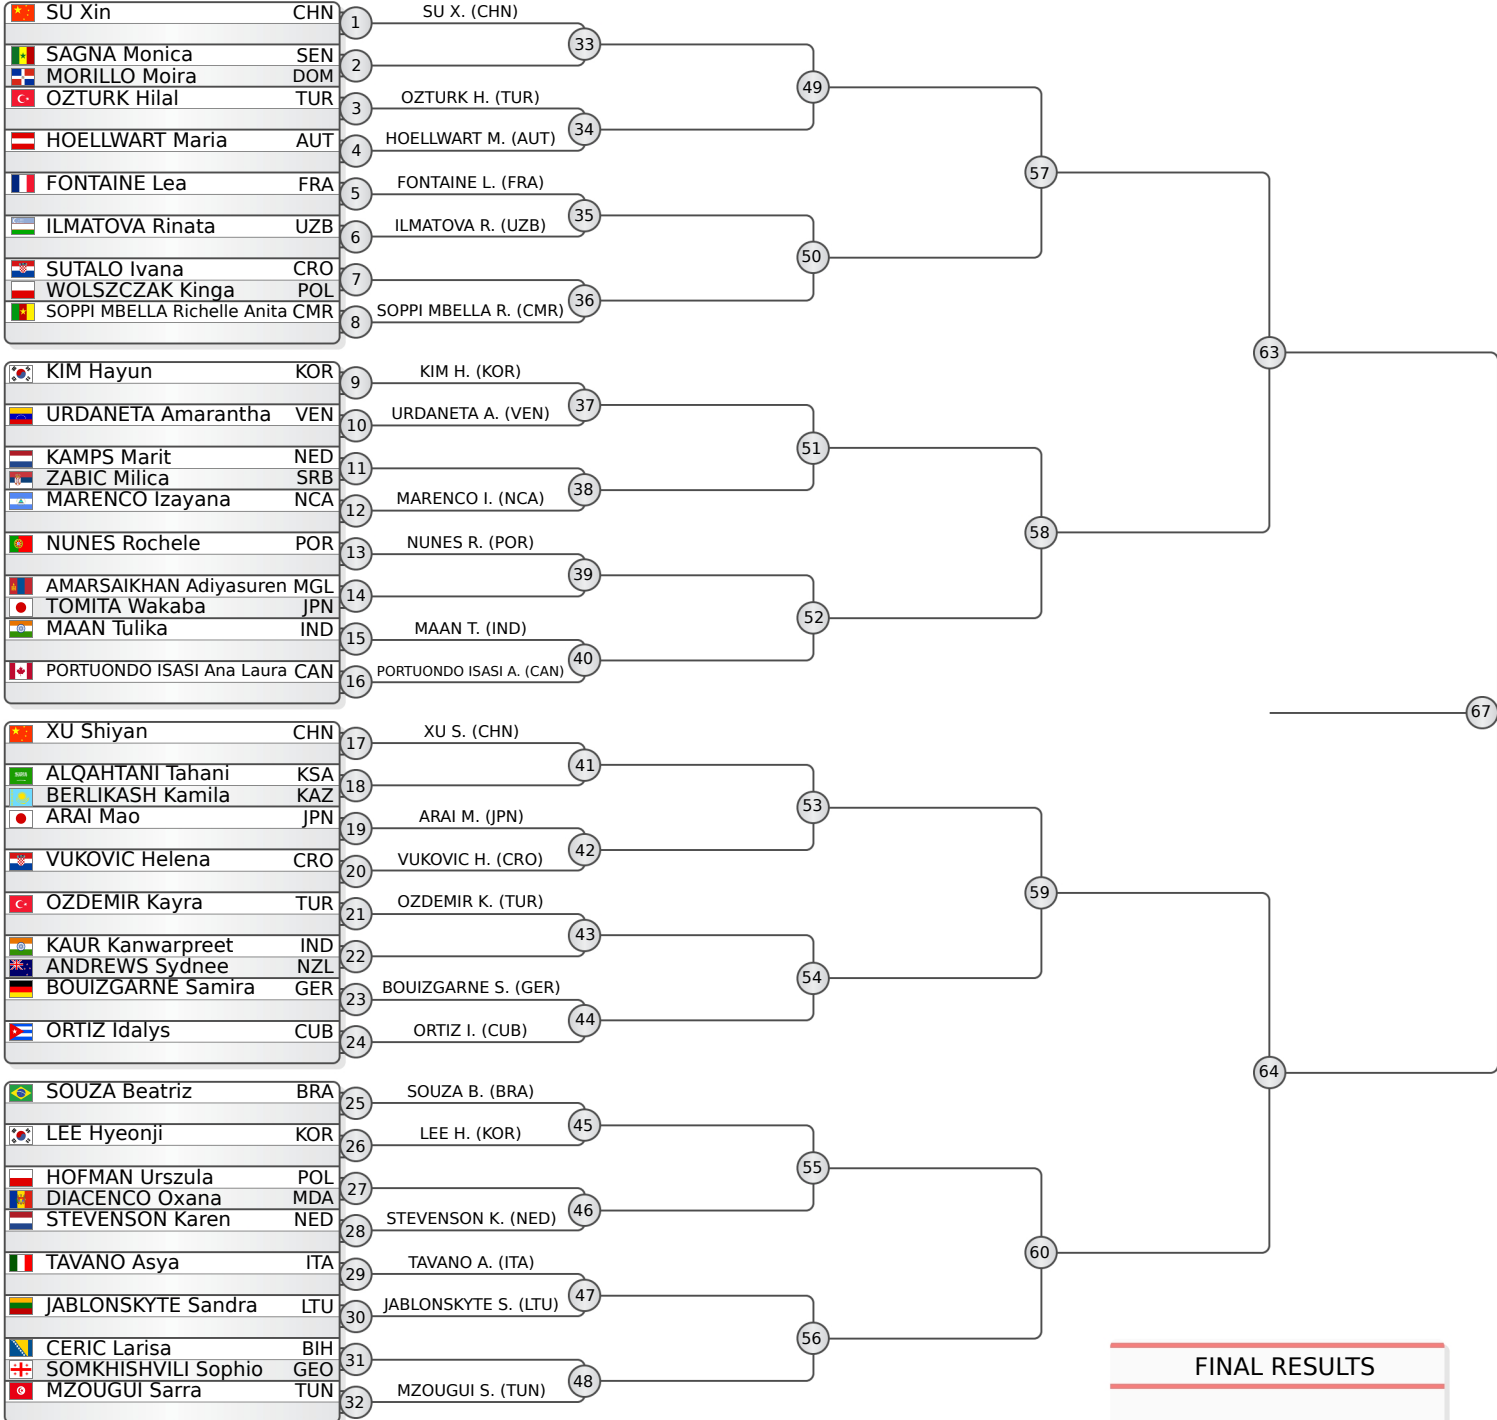 SU Xin CHN 1 SU X. (CHN)
33
SAGNA Monica SEN 2
MORILLO Moira DOM
49
OZTURK Hilal TUR 3 OZTURK H. (TUR)
34
HOELLWART Maria AUT 4 HOELLWART M. (AUT)
57
FONTAINE Lea FRA 5 FONTAINE L. (FRA)
35
ILMATOVA Rinata UZB 6 ILMATOVA R. (UZB)
50
SUTALO Ivana CRO 7
WOLSZCZAK Kinga POL
36
SOPPI MBELLA Richelle Anita CMR 8 SOPPI MBELLA R. (CMR)
63
KIM Hayun KOR 9 KIM H. (KOR)
37
URDANETA Amarantha VEN 10 URDANETA A. (VEN)
51
KAMPS Marit NED 11
ZABIC Milica SRB
38
MARENCO Izayana NCA 12 MARENCO I. (NCA)
58
NUNES Rochele POR 13 NUNES R. (POR)
39
AMARSAIKHAN Adiyasuren MGL 14
TOMITA Wakaba JPN
52
MAAN Tulika IND 15 MAAN T. (IND)
40
PORTUONDO ISASI Ana Laura CAN 16 PORTUONDO ISASI A. (CAN)
67
XU Shiyan CHN 17 XU S. (CHN)
41
ALQAHTANI Tahani KSA 18
BERLIKASH Kamila KAZ
53
ARAI Mao JPN 19 ARAI M. (JPN)
42
VUKOVIC Helena CRO 20 VUKOVIC H. (CRO)
59
OZDEMIR Kayra TUR 21 OZDEMIR K. (TUR)
43
KAUR Kanwarpreet IND 22
ANDREWS Sydnee NZL
54
BOUIZGARNE Samira GER 23 BOUIZGARNE S. (GER)
44
ORTIZ Idalys CUB 24 ORTIZ I. (CUB)
64
SOUZA Beatriz BRA 25 SOUZA B. (BRA)
45
LEE Hyeonji KOR 26 LEE H. (KOR)
55
HOFMAN Urszula POL 27
DIACENCO Oxana MDA
46
STEVENSON Karen NED 28 STEVENSON K. (NED)
60
TAVANO Asya ITA 29 TAVANO A. (ITA)
47
JABLONSKYTE Sandra LTU 30 JABLONSKYTE S. (LTU)
56
CERIC Larisa BIH 31
SOMKHISHVILI Sophio GEO
48
MZOUGUI Sarra TUN 32 MZOUGUI S. (TUN)
FINAL RESULTS